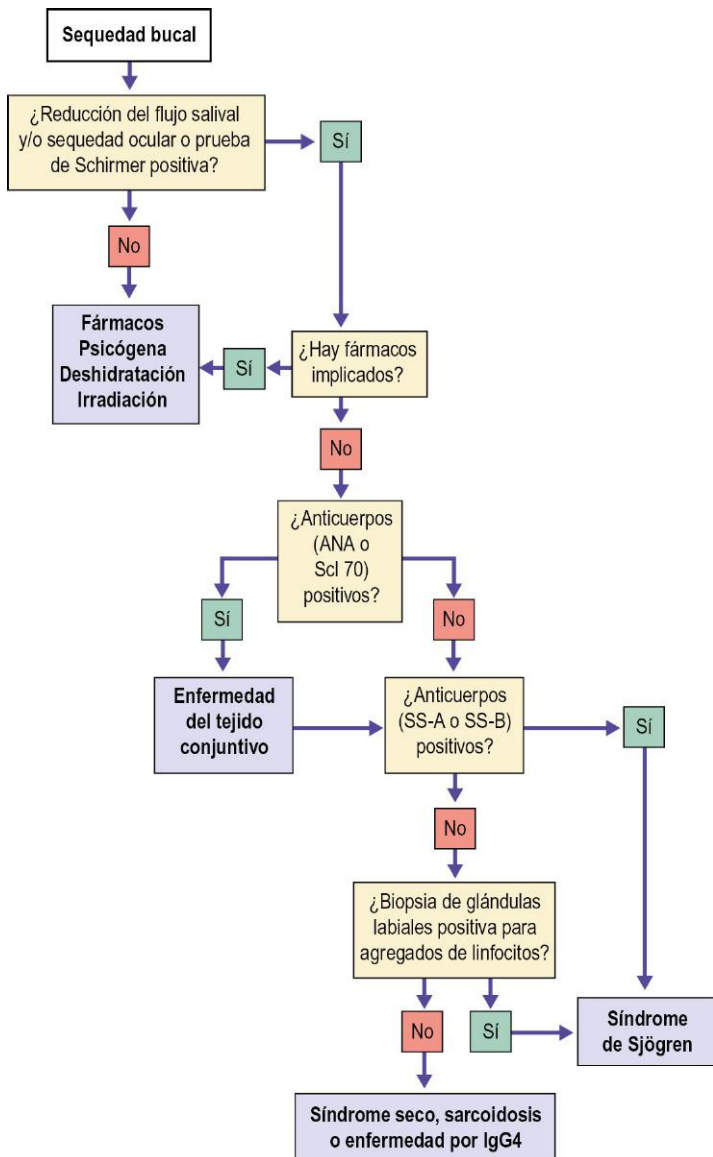 Sequedad bucal
¿Reducción del flujo salival
y/o sequedad ocular o prueba
de Schirmer positiva?
Sí
No
Fármacos
Psicógena
Deshidratación
Irradiación
Sí
¿Hay fármacos
implicados?
No
¿Anticuerpos
(ANA o
Scl 70)
positivos?
Sí
No
Enfermedad
del tejido
conjuntivo
¿Anticuerpos
(SS-A o SS-B)
positivos?
Sí
No
¿Biopsia de glándulas
labiales positiva para
agregados de linfocitos?
No
Sí
Síndrome
de Sjögren
Síndrome seco, sarcoidosis
o enfermedad por IgG4